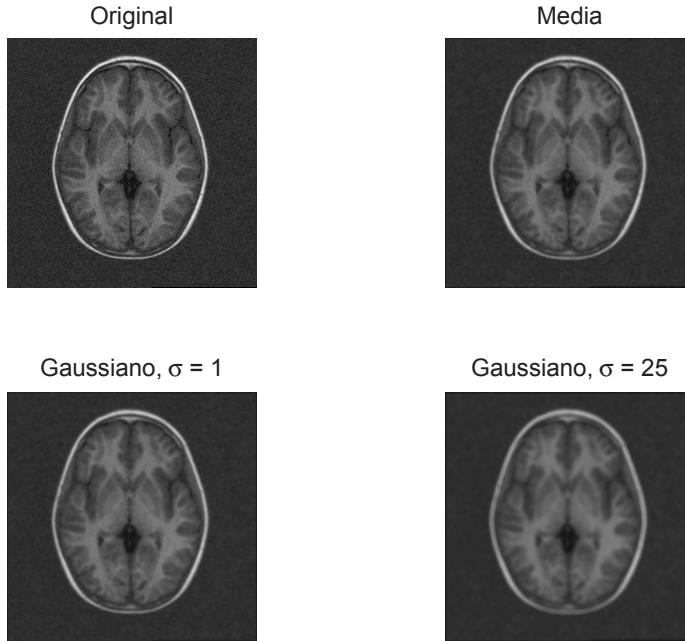 Original
Media
Gaussiano, σ = 1
Gaussiano, σ = 25